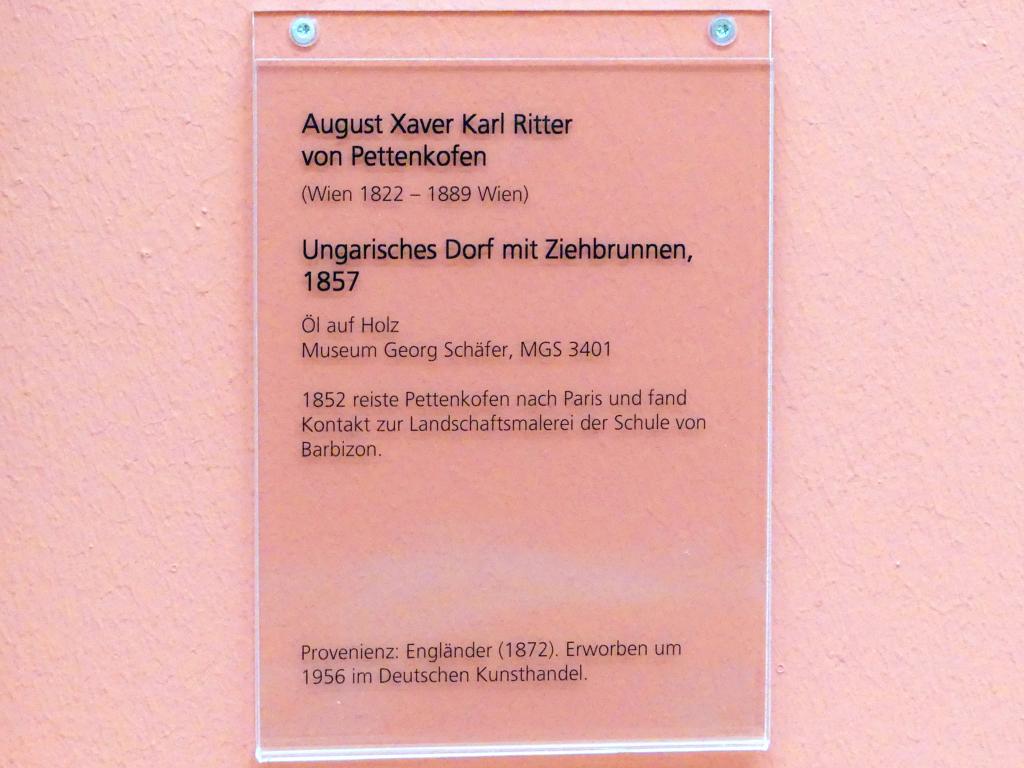 August Xaver Karl Ritter
von Pettenkofen
(Wien 1822 – 1889 Wien)
Ungarisches Dorf mit Ziehbrunnen,
1857
Öl auf Holz
Museum Georg Schäfer, MGS 3401
1852 reiste Pettenkofen nach Paris und fand
Kontakt zur Landschaftsmalerei der Schule von
Barbizon.
Provenienz: Engländer (1872). Erworben um
1956 im Deutschen Kunsthandel.